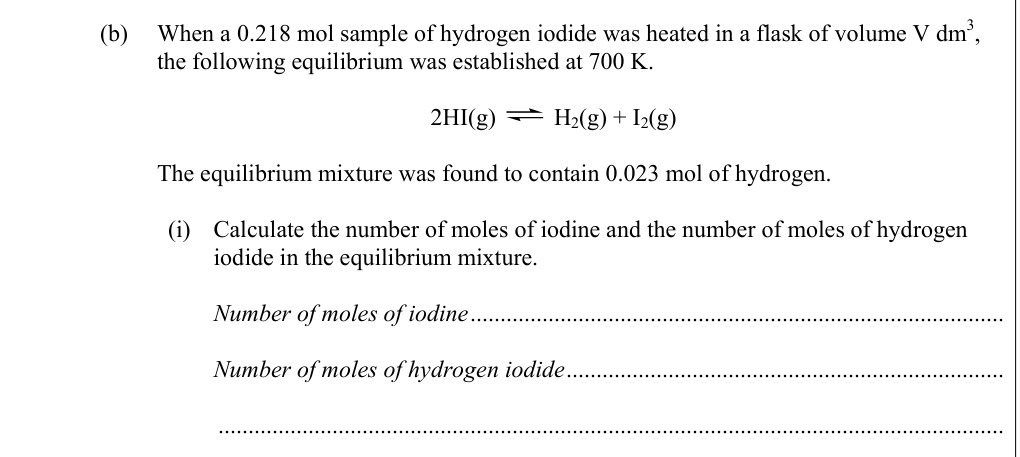 (b) When a 0.218 mol sample of hydrogen iodide was heated in a flask of volume V dm³,
the following equilibrium was established at 700 K.
2HI(g) ⇌ H₂(g) + I₂(g)
The equilibrium mixture was found to contain 0.023 mol of hydrogen.
(i) Calculate the number of moles of iodine and the number of moles of hydrogen
iodide in the equilibrium mixture.
Number of moles of iodine..........................................................................................
Number of moles of hydrogen iodide..........................................................................
....................................................................................................................................